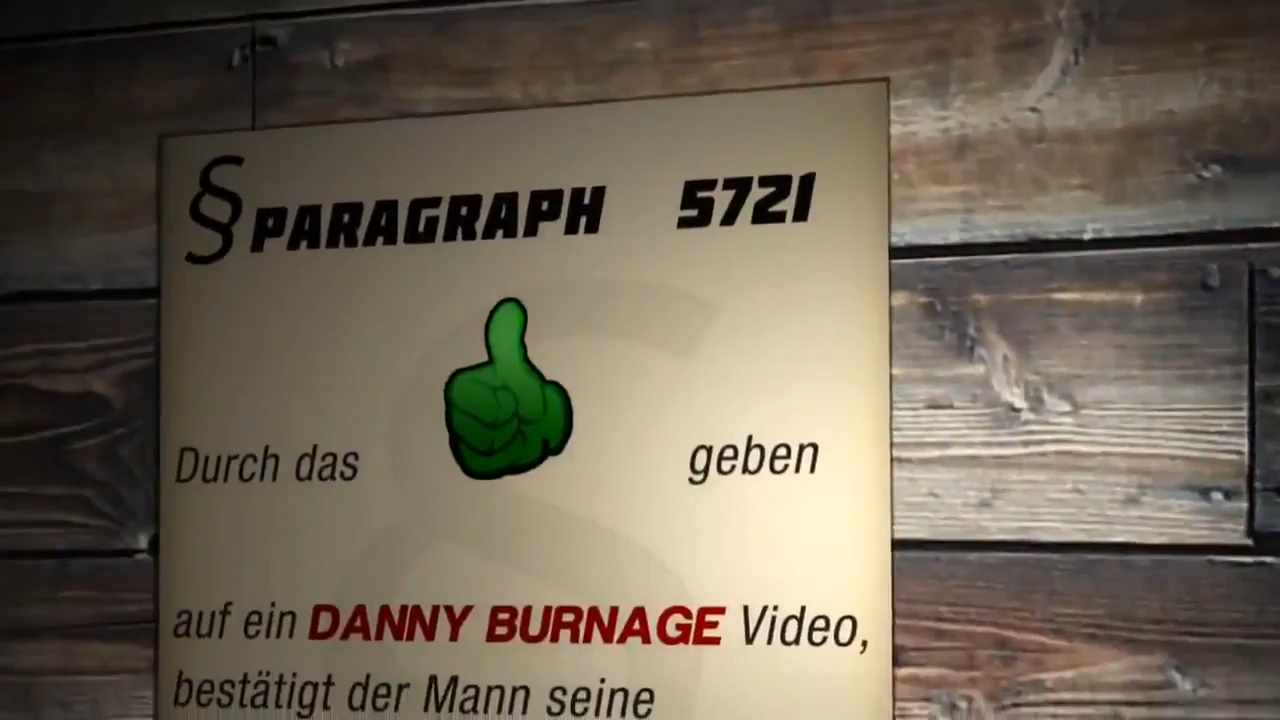 § PARAGRAPH 5721
Durch das geben
auf ein DANNY BURNAGE Video,
bestätigt der Mann seine